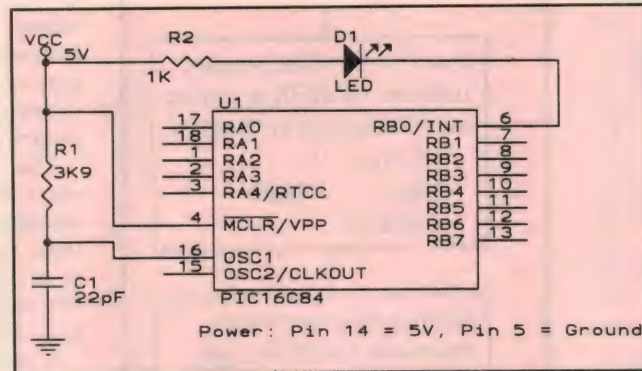 VCC
5V
R2
1K
D1
LED
U1
R1
3K9
C1
22pF
17 RA0
18 RA1
1 RA2
2 RA3
3 RA4/RTCC
4 MCLR/VPP
16 OSC1
15 OSC2/CLKOUT
RB0/INT 6
RB1 7
RB2 8
RB3 9
RB4 10
RB5 11
RB6 12
RB7 13
PIC16C84
Power: Pin 14 = 5V, Pin 5 = Ground